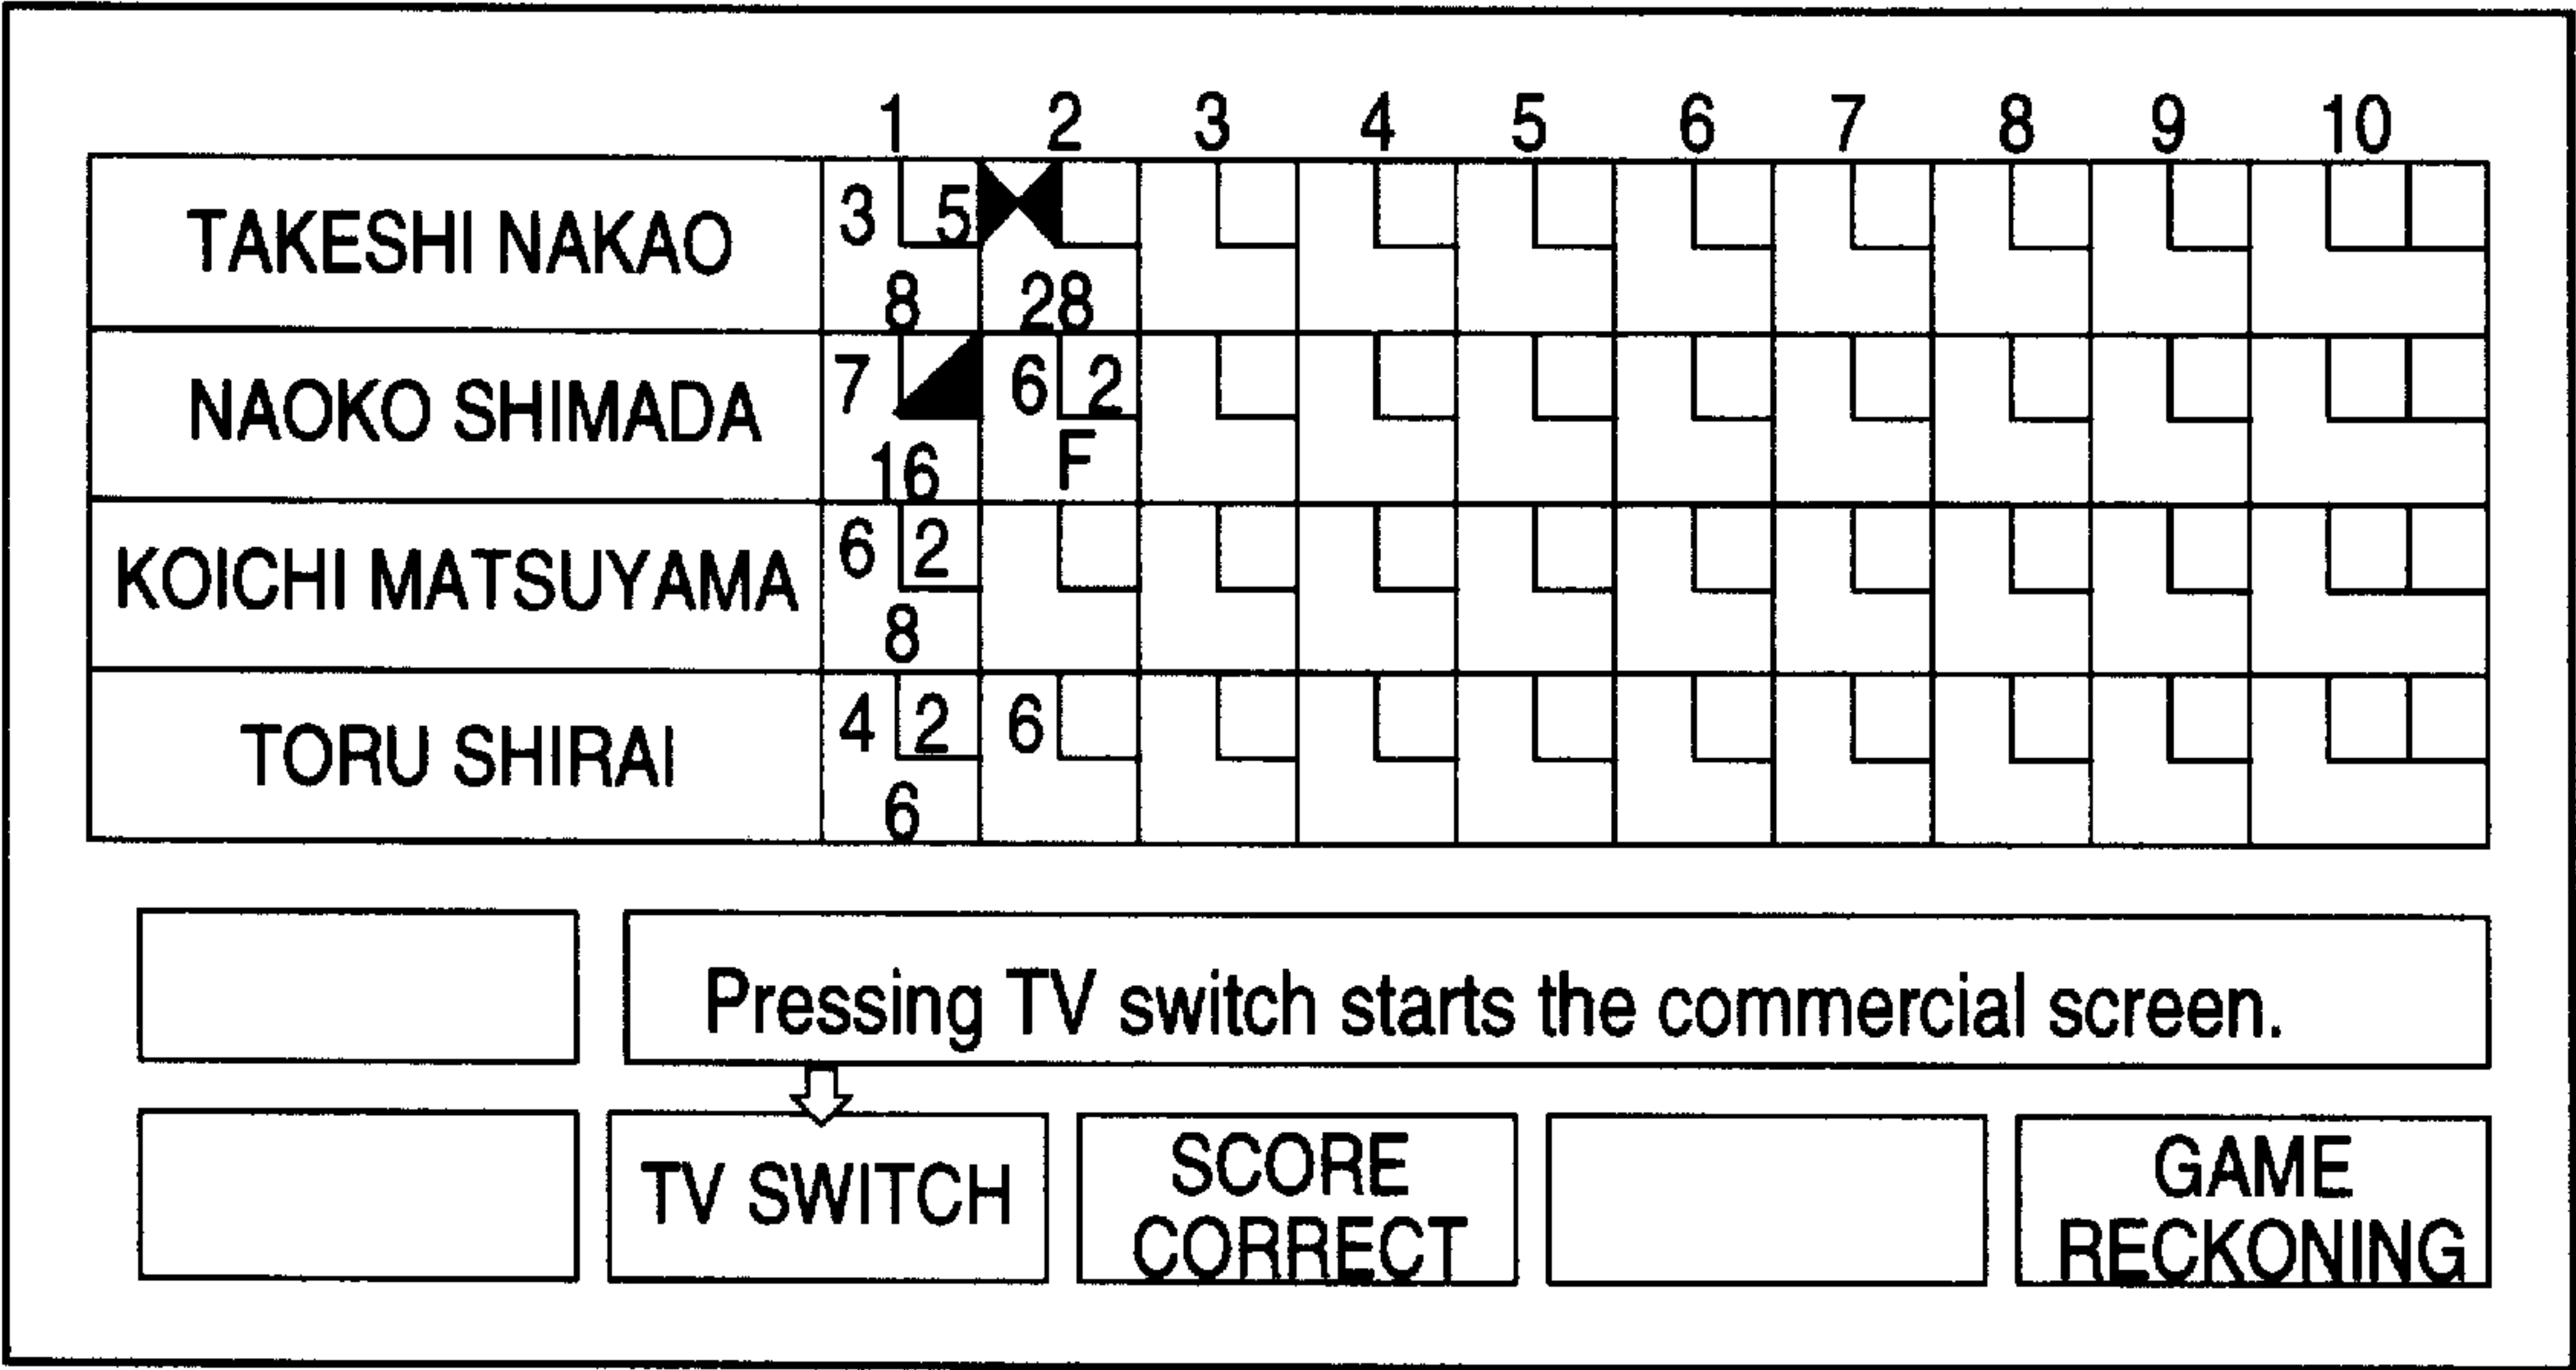 1 2 3 4 5 6 7 8 9 10
TAKESHI NAKAO 3 5
8 28
NAOKO SHIMADA 7 6 2
16 F
KOICHI MATSUYAMA 6 2
8
TORU SHIRAI 4 2 6
6
Pressing TV switch starts the commercial screen.
TV SWITCH
SCORE
CORRECT
GAME
RECKONING